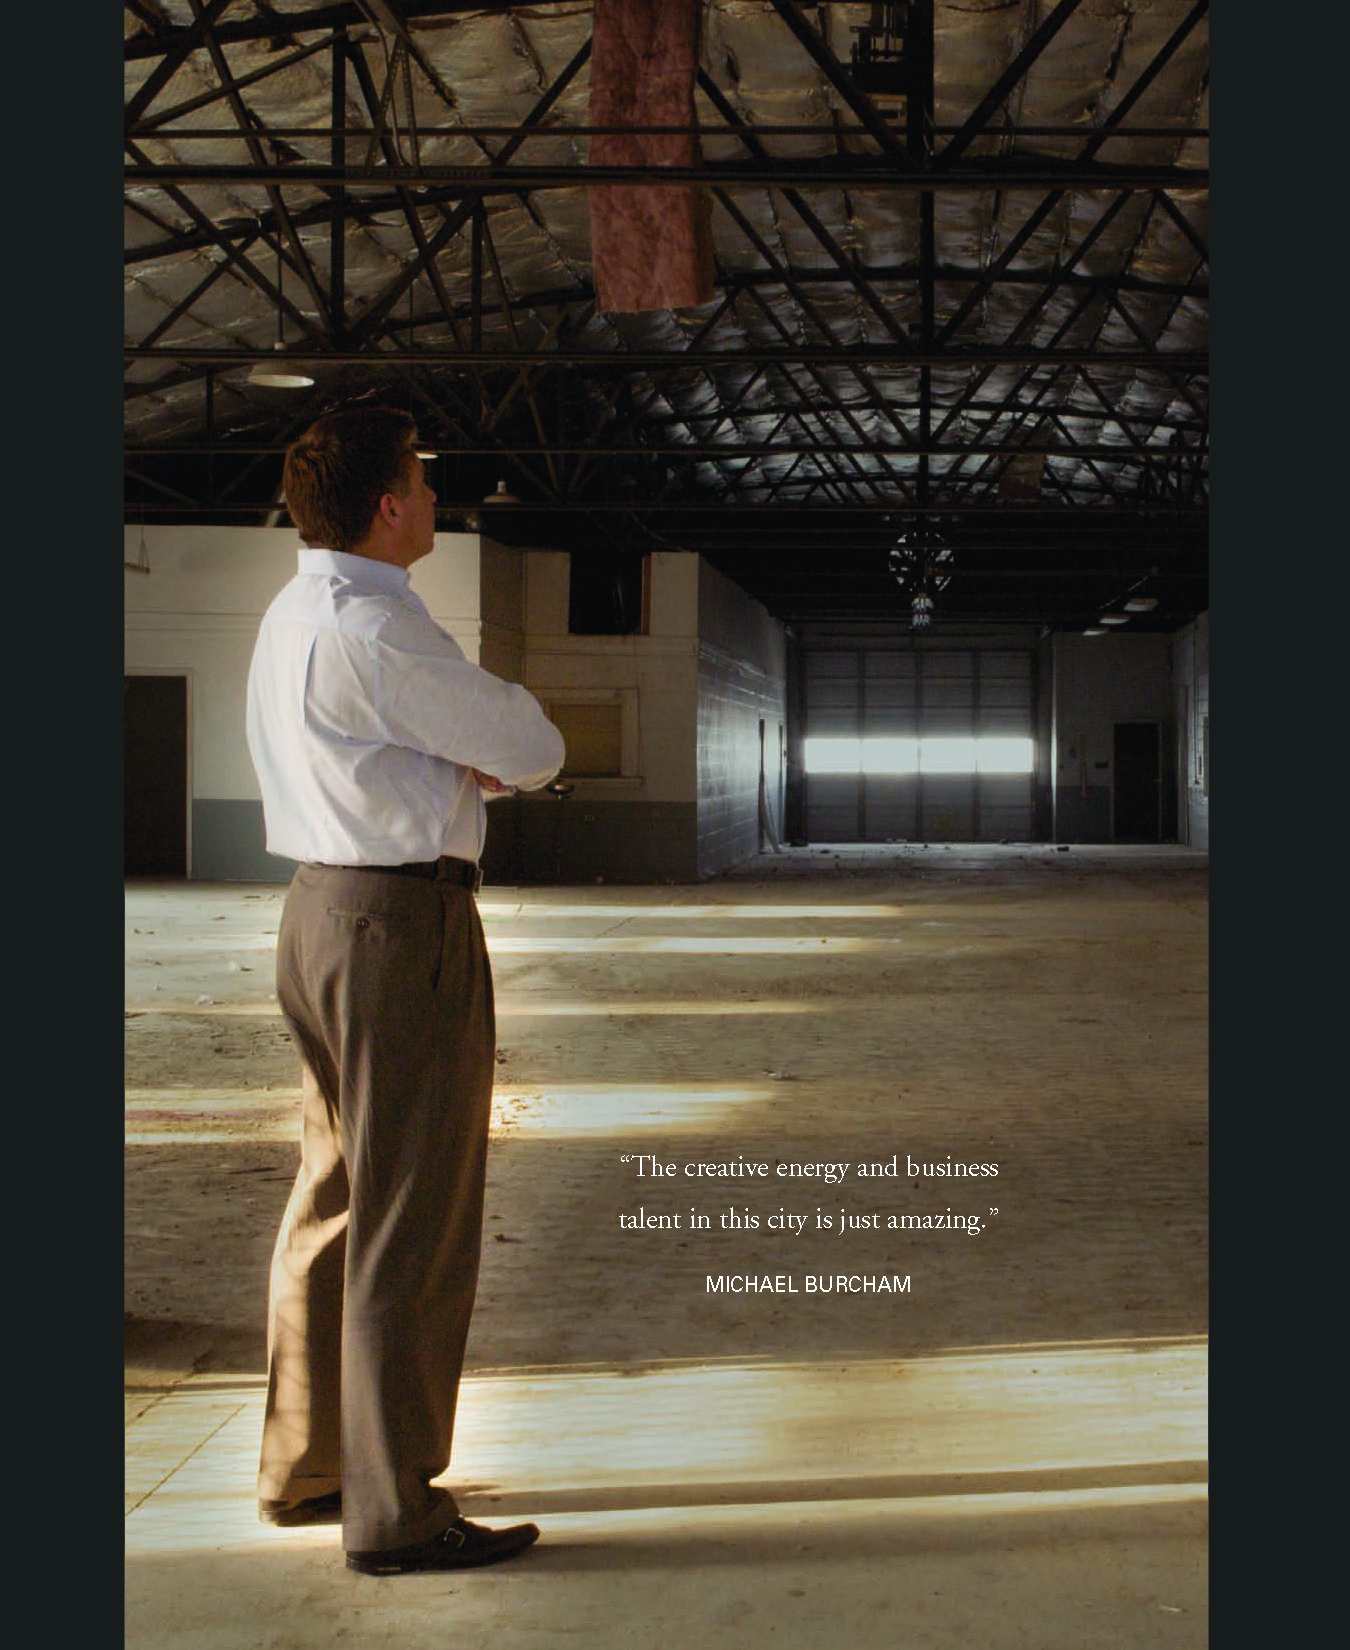 “The creative energy and business
talent in this city is just amazing.”
MICHAEL BURCHAM